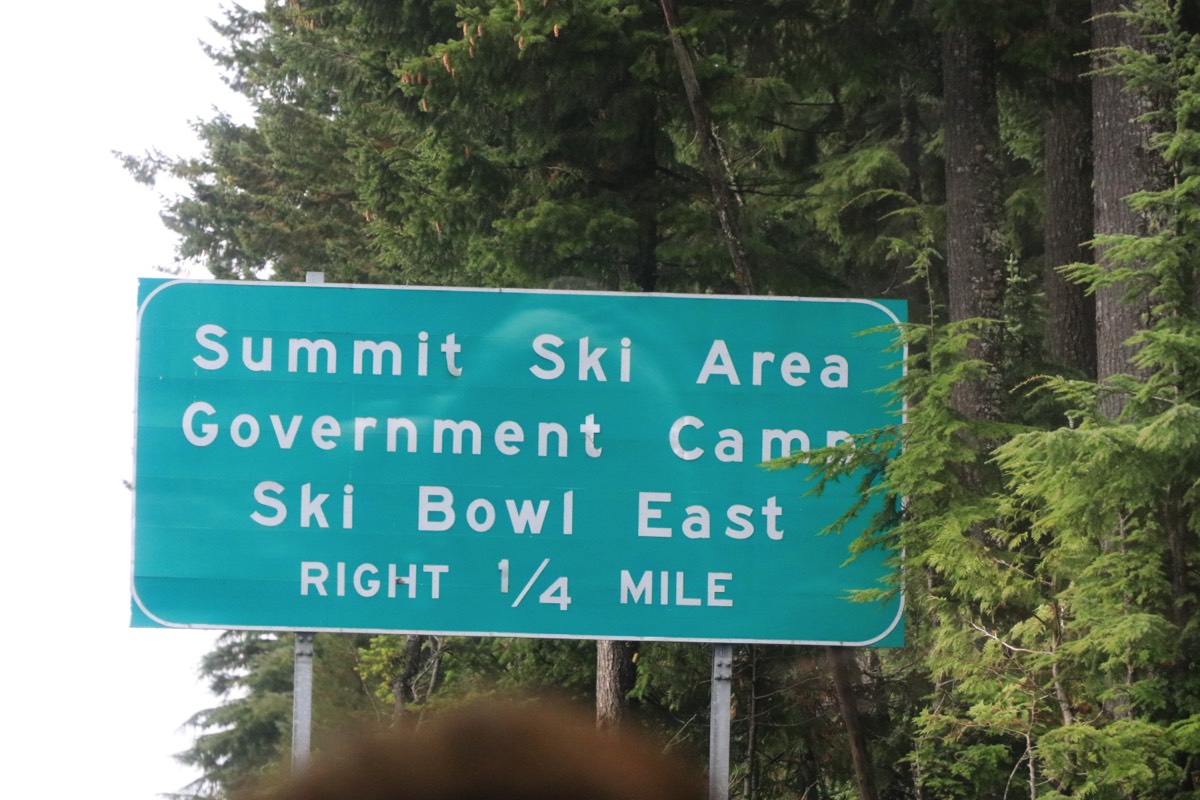 Summit Ski Area
Government Camp
Ski Bowl East
RIGHT 1/4 MILE